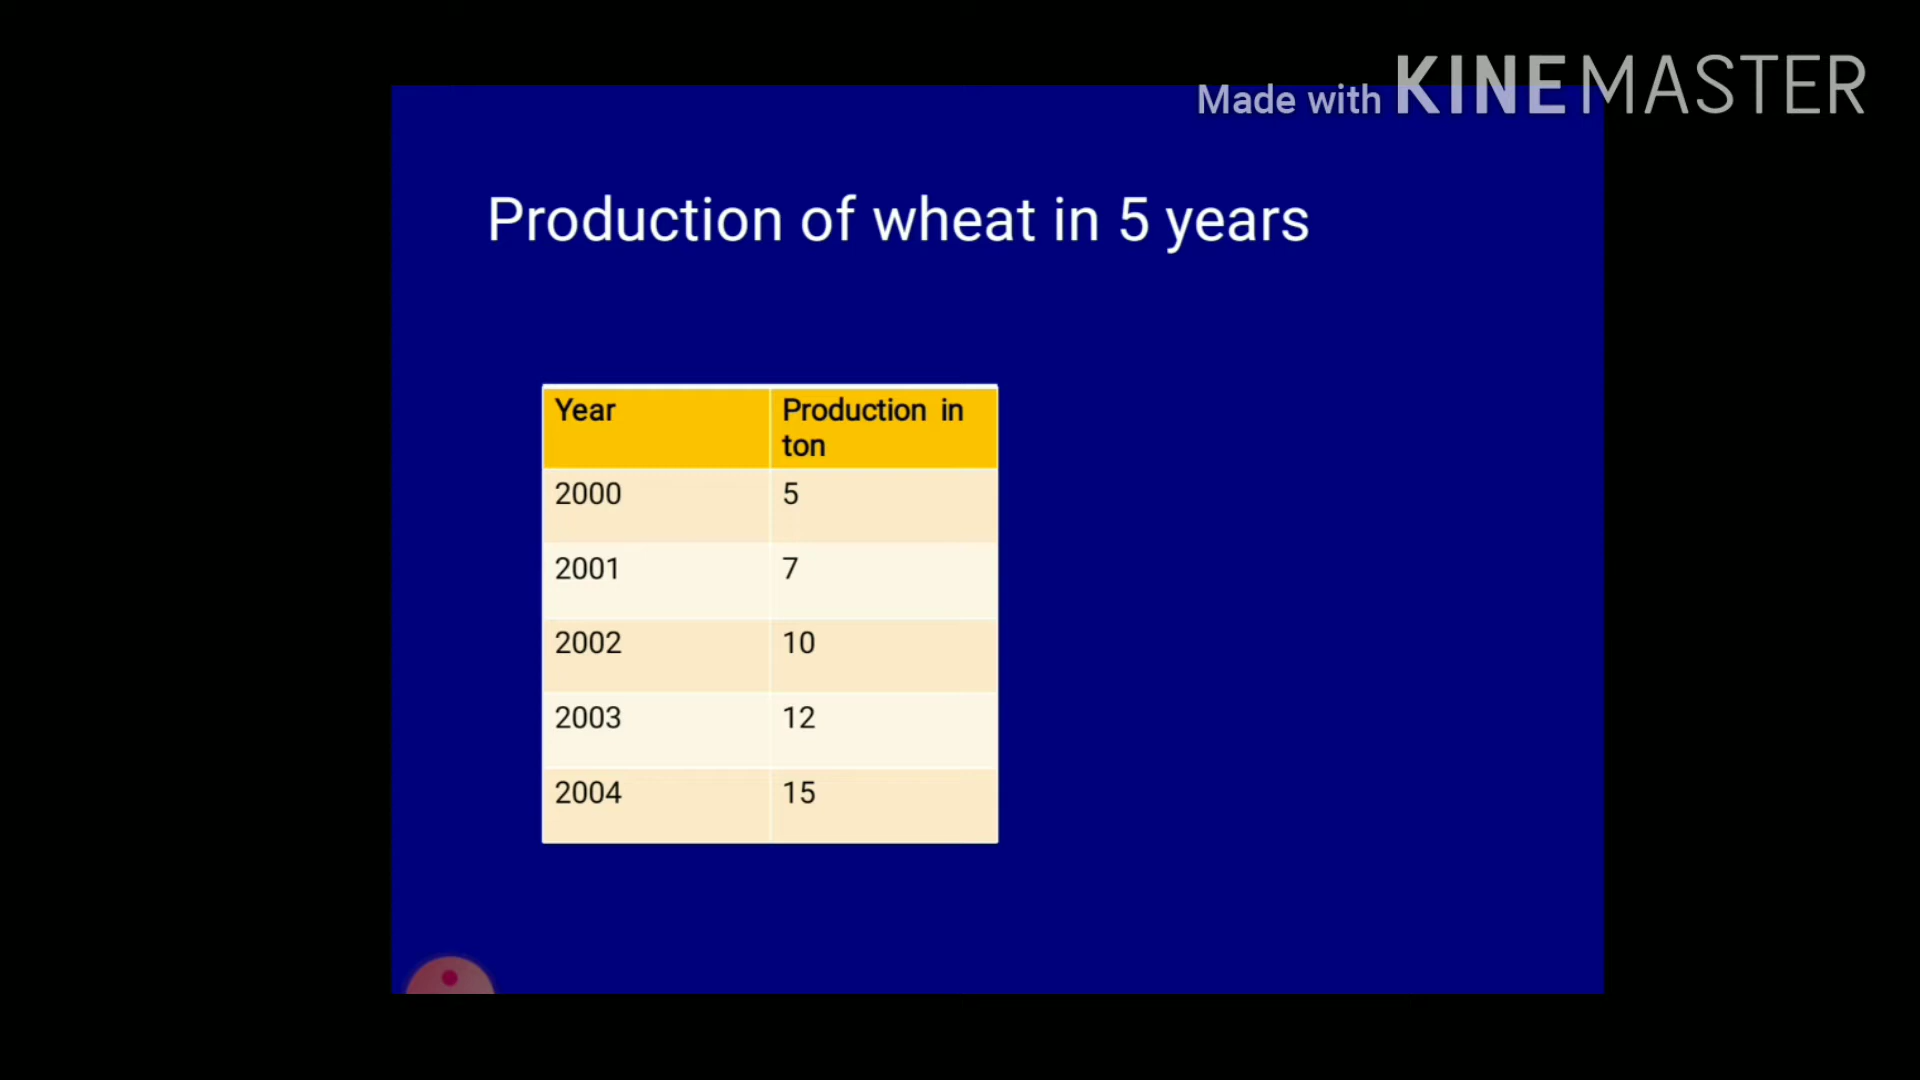 Made with KINEMASTER
Production of wheat in 5 years
Year Production in
ton
2000 5
2001 7
2002 10
2003 12
2004 15